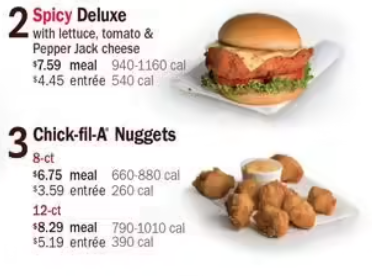 2 Spicy Deluxe
with lettuce, tomato &
Pepper Jack cheese
$7.59 meal 940-1160 cal
$4.45 entrée 540 cal
3 Chick-fil-A® Nuggets
8-ct
$6.75 meal 660-880 cal
$3.59 entrée 260 cal
12-ct
$8.29 meal 790-1010 cal
$5.19 entrée 390 cal